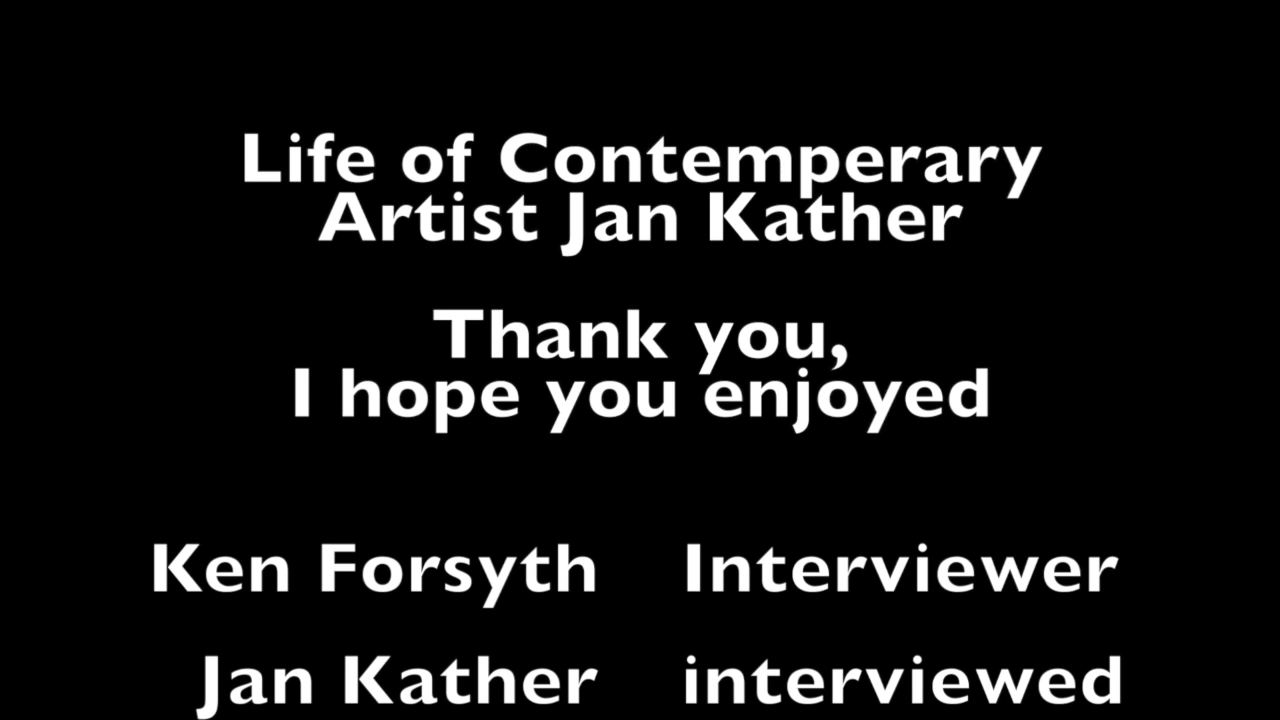 Life of Contemperary
Artist Jan Kather
Thank you,
I hope you enjoyed
Ken Forsyth Interviewer
Jan Kather interviewed